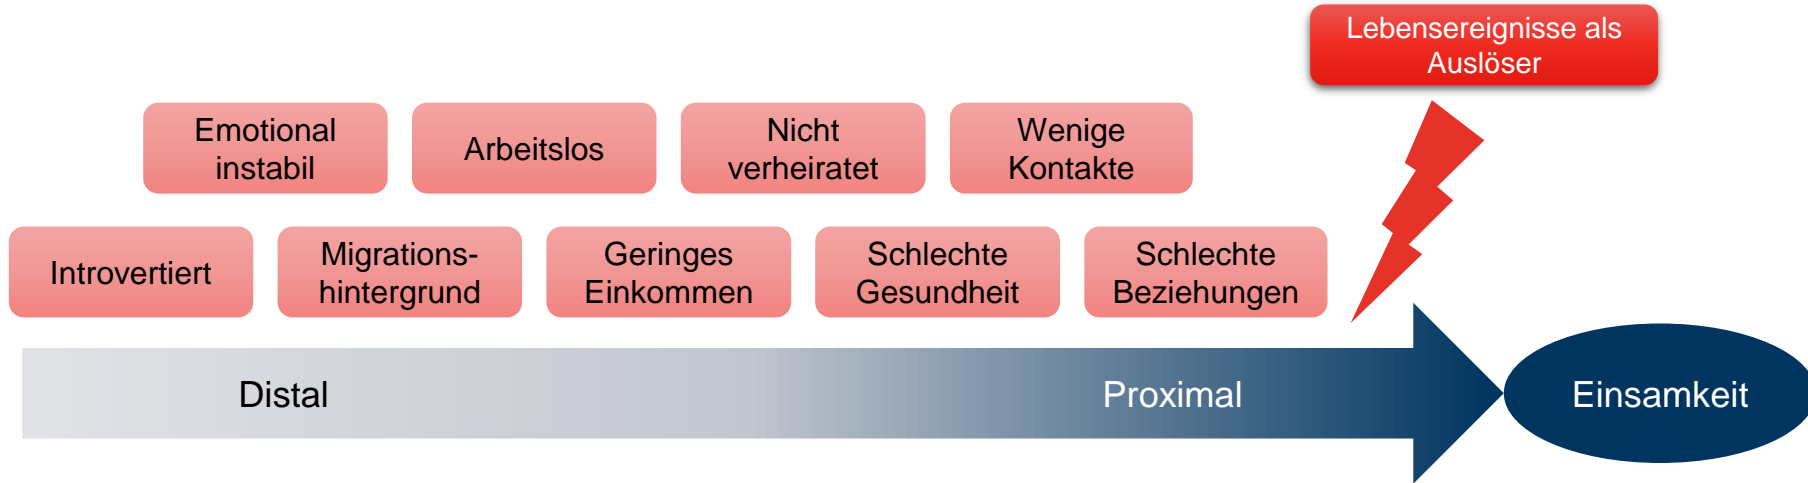 Lebensereignisse als
Auslöser
Emotional
instabil
Arbeitslos
Nicht
verheiratet
Wenige
Kontakte
Introvertiert
Migrations-
hintergrund
Geringes
Einkommen
Schlechte
Gesundheit
Schlechte
Beziehungen
Distal
Proximal
Einsamkeit